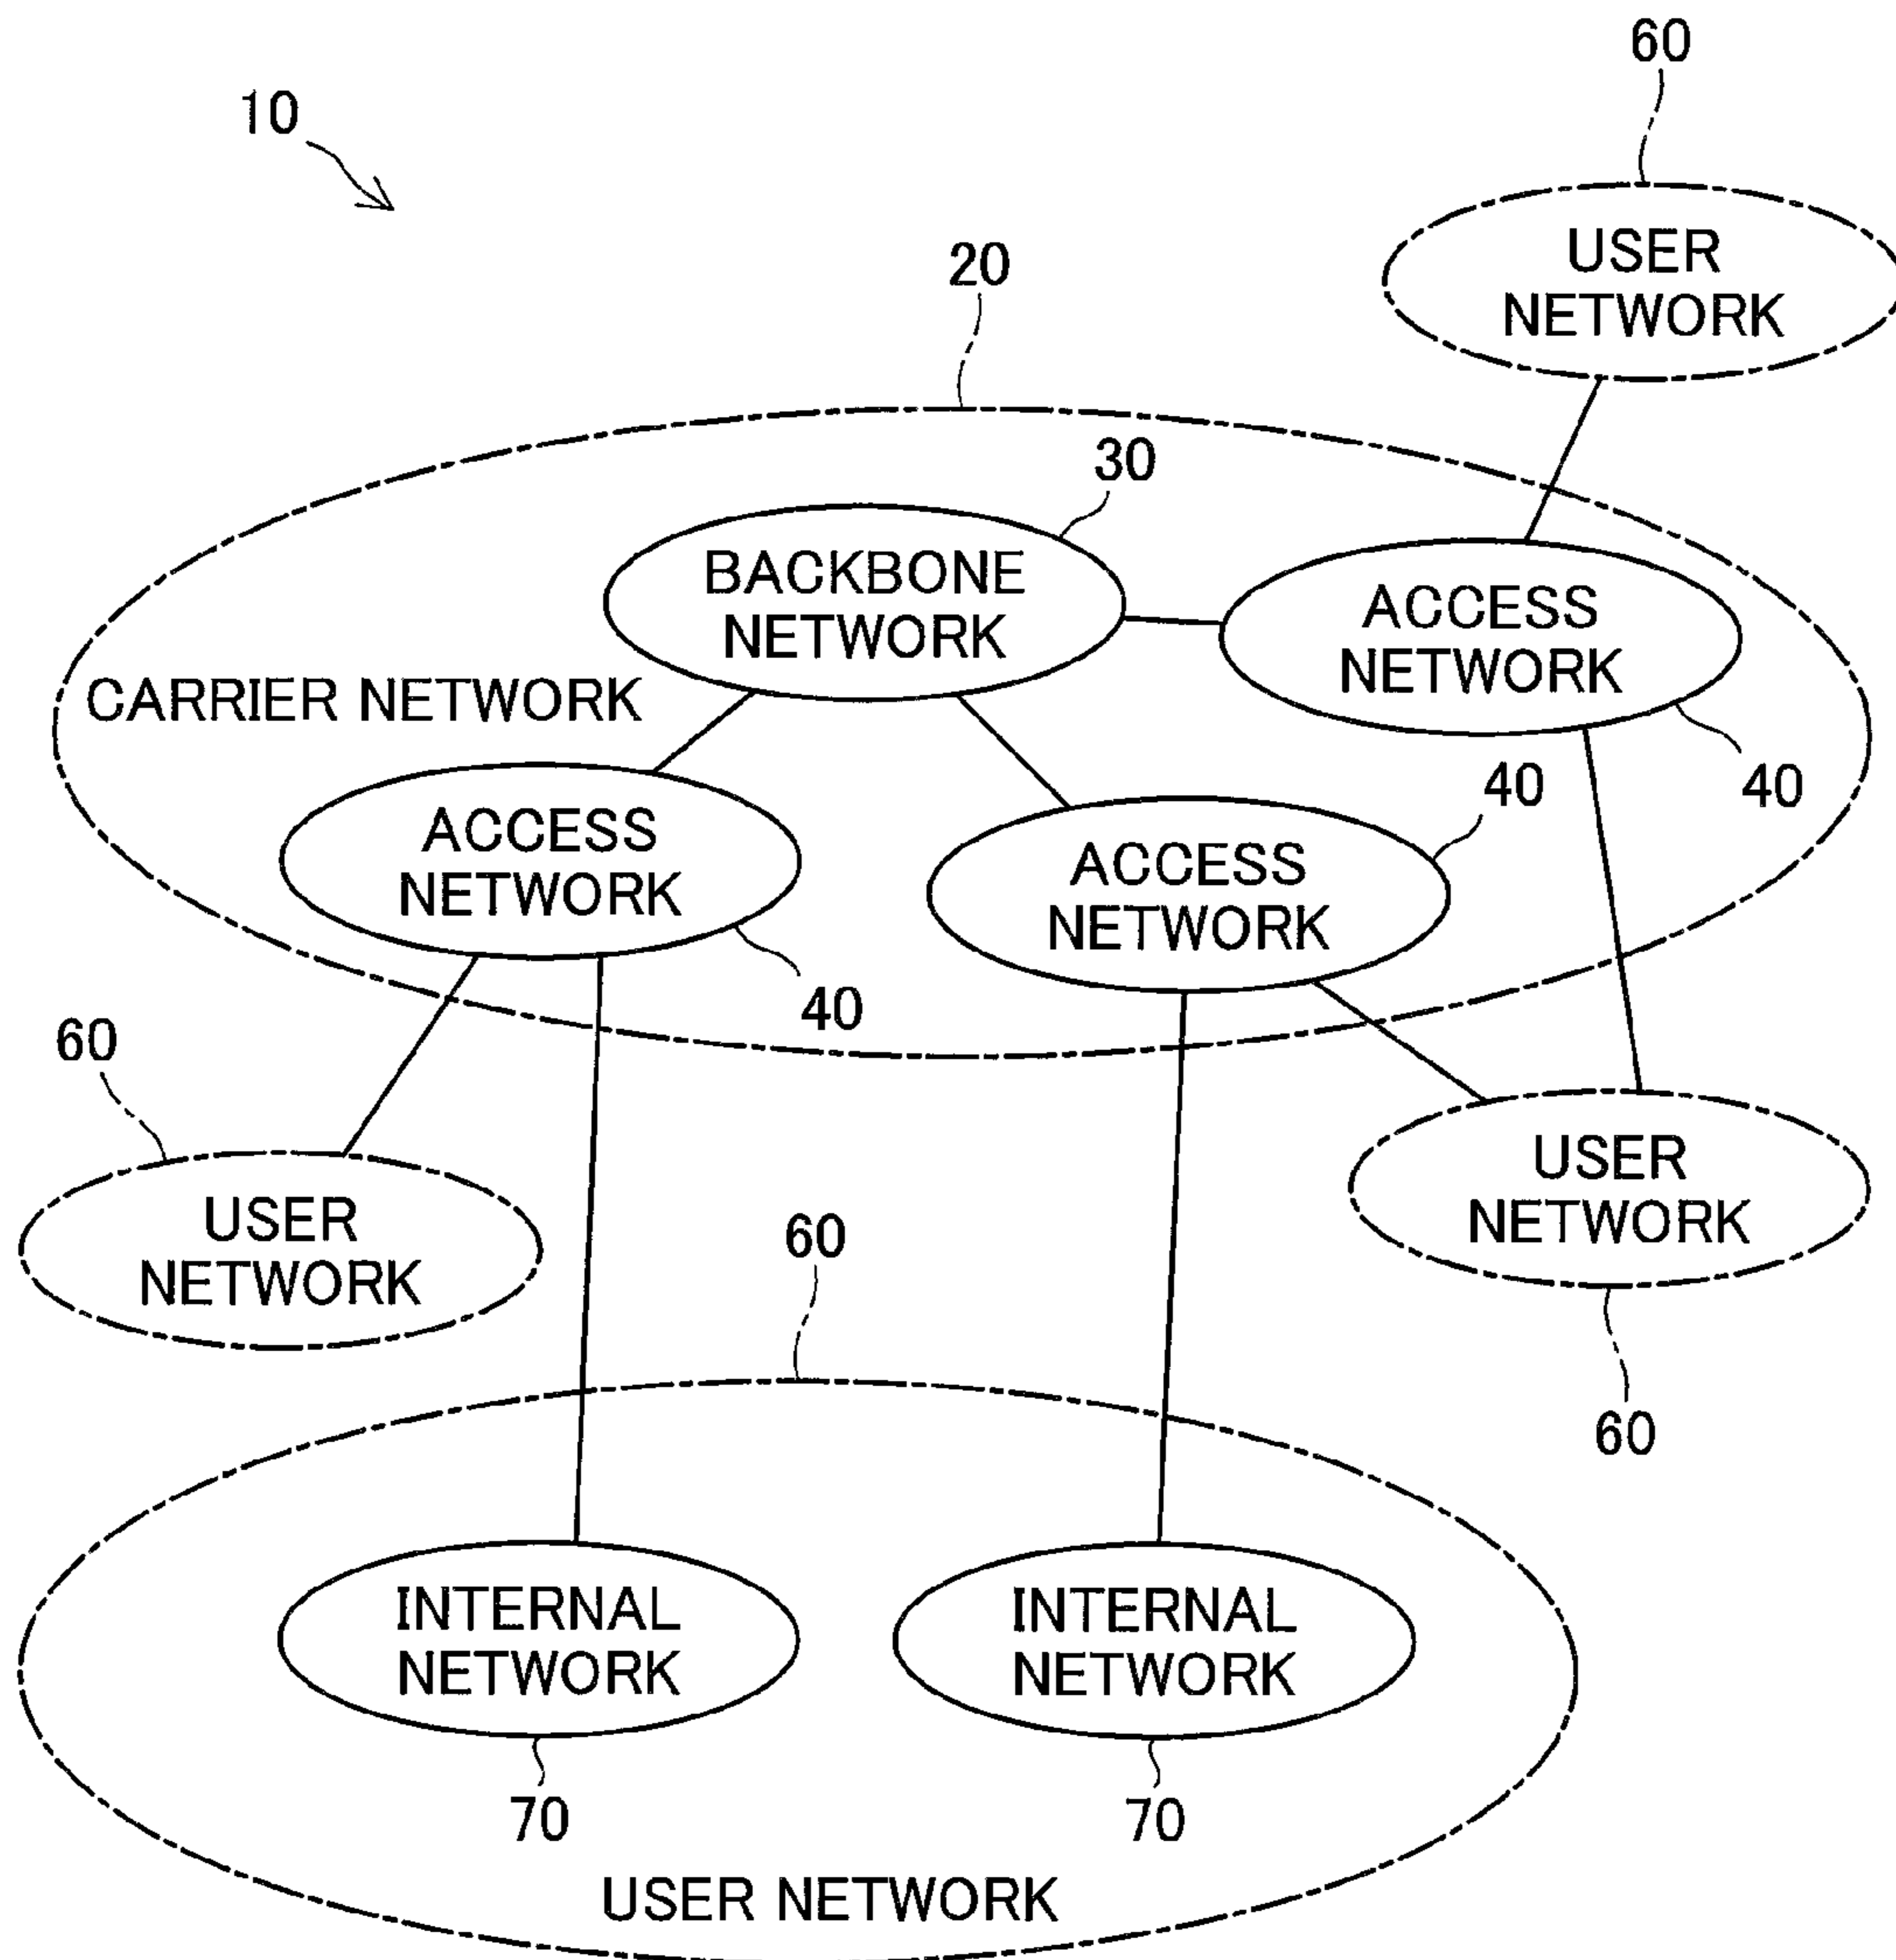 60
10
USER
NETWORK
20
30
BACKBONE
NETWORK
ACCESS
NETWORK
CARRIER NETWORK
40
40
ACCESS
NETWORK
ACCESS
NETWORK
40
60
USER
NETWORK
60
USER
NETWORK
60
INTERNAL
NETWORK
INTERNAL
NETWORK
70
70
USER NETWORK